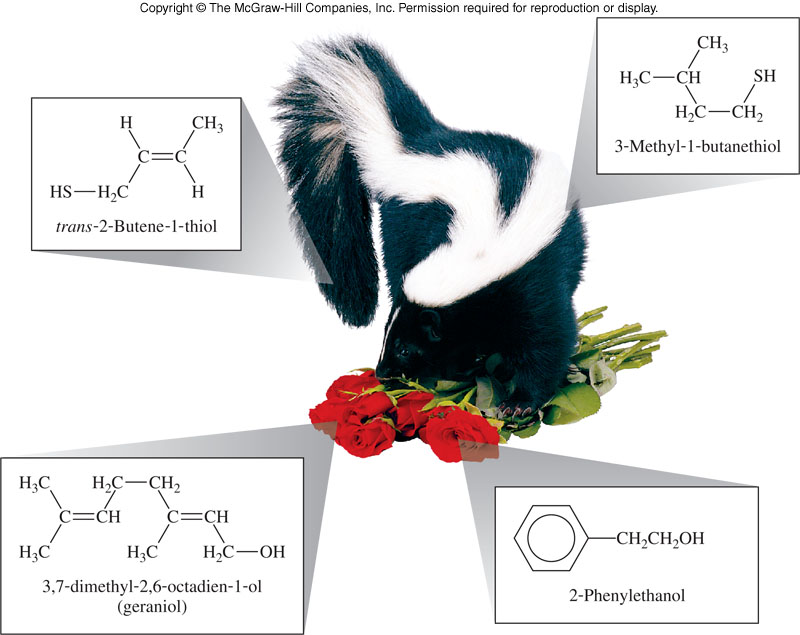 Copyright © The McGraw-Hill Companies, Inc. Permission required for reproduction or display.
CH₃
H₃C—CH SH
H₂C—CH₂
3-Methyl-1-butanethiol
H CH₃
C=C
HS—H₂C H
trans-2-Butene-1-thiol
H₃C H₂C—CH₂
C=CH C=CH
H₃C H₃C H₂C—OH
3,7-dimethyl-2,6-octadien-1-ol
(geraniol)
—CH₂CH₂OH
2-Phenylethanol